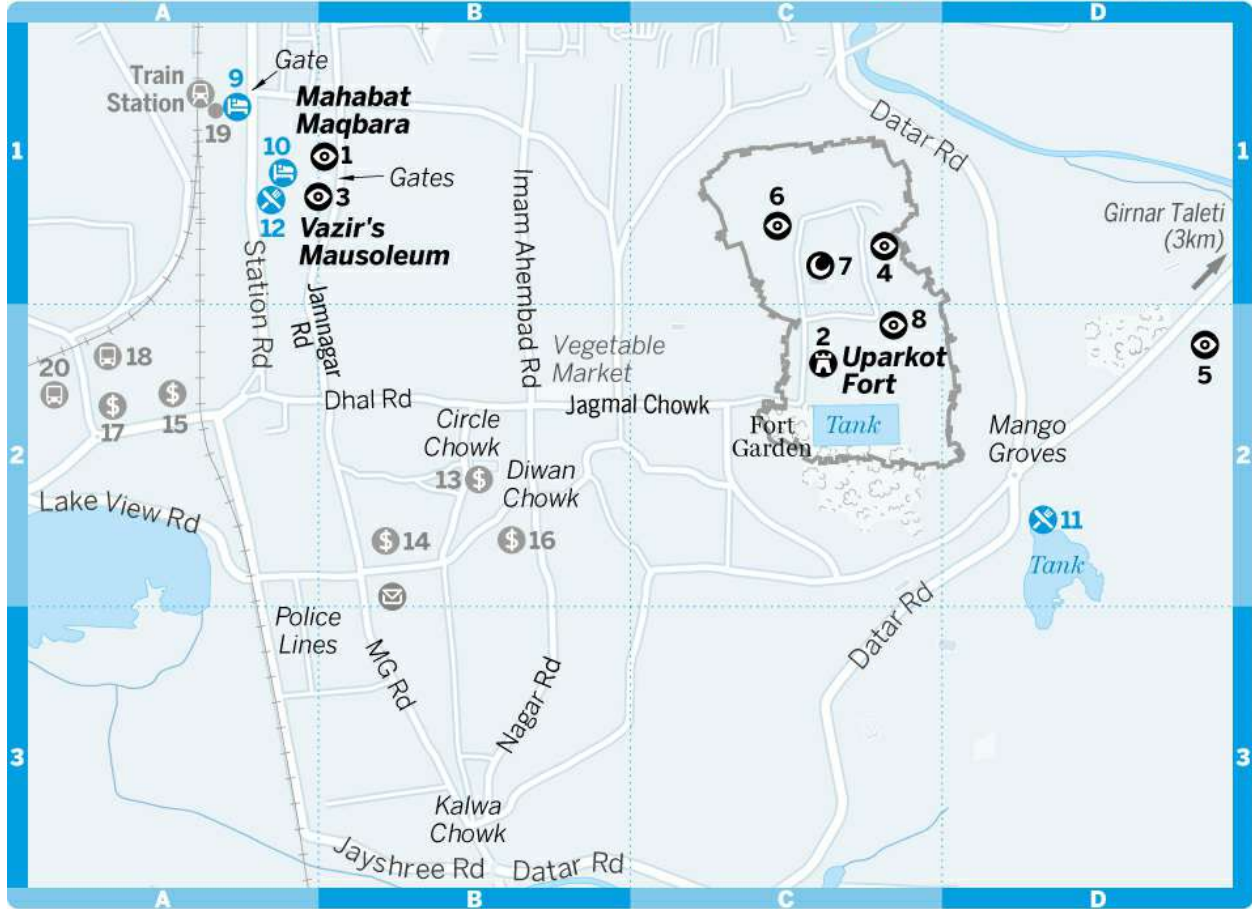 A
B
C
D
1
1
Train
Station
9
Gate
19
Mahabat
Maqbara
10
1
Gates
3
12
Vazir's
Mausoleum
Station Rd
Jamnagar
Rd
Imam Ahembad Rd
Datar Rd
6
7
4
Girnar Taleti
(3km)
2
2
20
18
17
15
Dhal Rd
Vegetable
Market
Jagmal Chowk
8
2
Uparkot
Fort
5
Circle
Chowk
13
Diwan
Chowk
Fort
Garden
Tank
Mango
Groves
Lake View Rd
14
16
11
Tank
3
3
Police
Lines
MG Rd
Nagar Rd
Datar Rd
Kalwa
Chowk
Jayshree Rd
Datar Rd
A
B
C
D